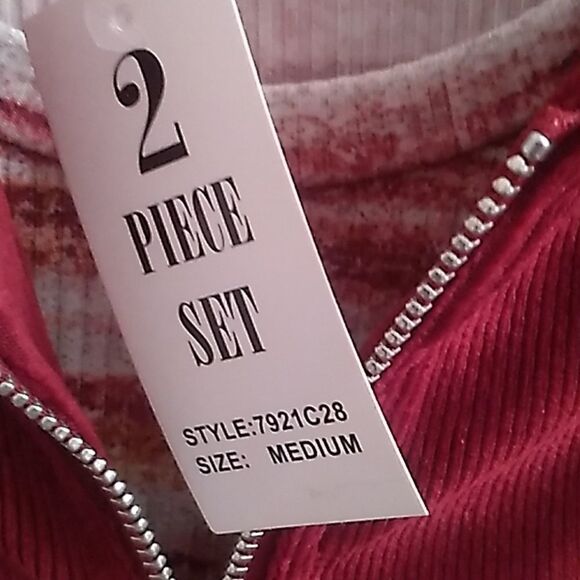 2
PIECE
SET
STYLE:7921C28
SIZE: MEDIUM